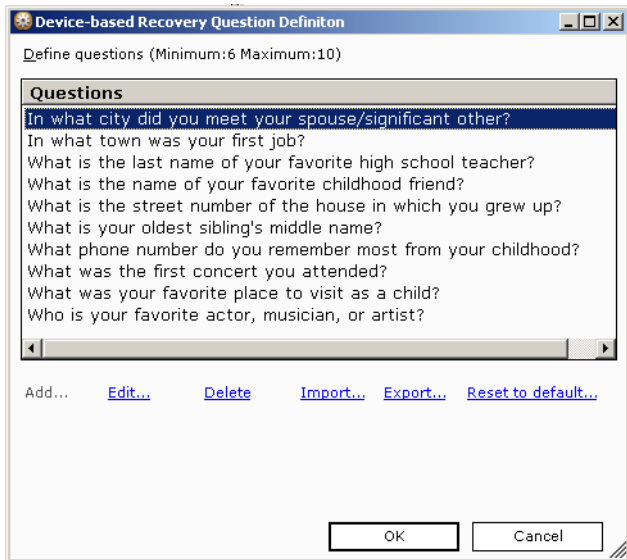 Device-based Recovery Question Definiton
Define questions (Minimum:6 Maximum:10)
Questions
In what city did you meet your spouse/significant other?
In what town was your first job?
What is the last name of your favorite high school teacher?
What is the name of your favorite childhood friend?
What is the street number of the house in which you grew up?
What is your oldest sibling's middle name?
What phone number do you remember most from your childhood?
What was the first concert you attended?
What was your favorite place to visit as a child?
Who is your favorite actor, musician, or artist?
Add... Edit... Delete Import... Export... Reset to default...
OK Cancel